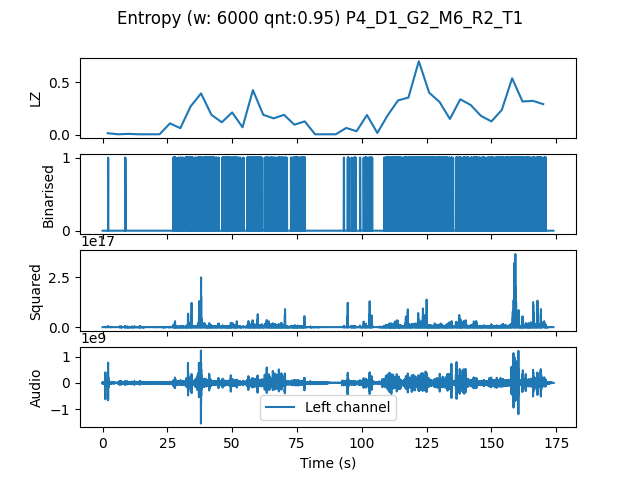 Entropy (w: 6000 qnt:0.95) P4_D1_G2_M6_R2_T1
LZ
0.5
0.0
Binarised
1
0
1e17
Squared
2.5
0.0
1e9
Audio
1
0
−1
Left channel
0 25 50 75 100 125 150 175
Time (s)